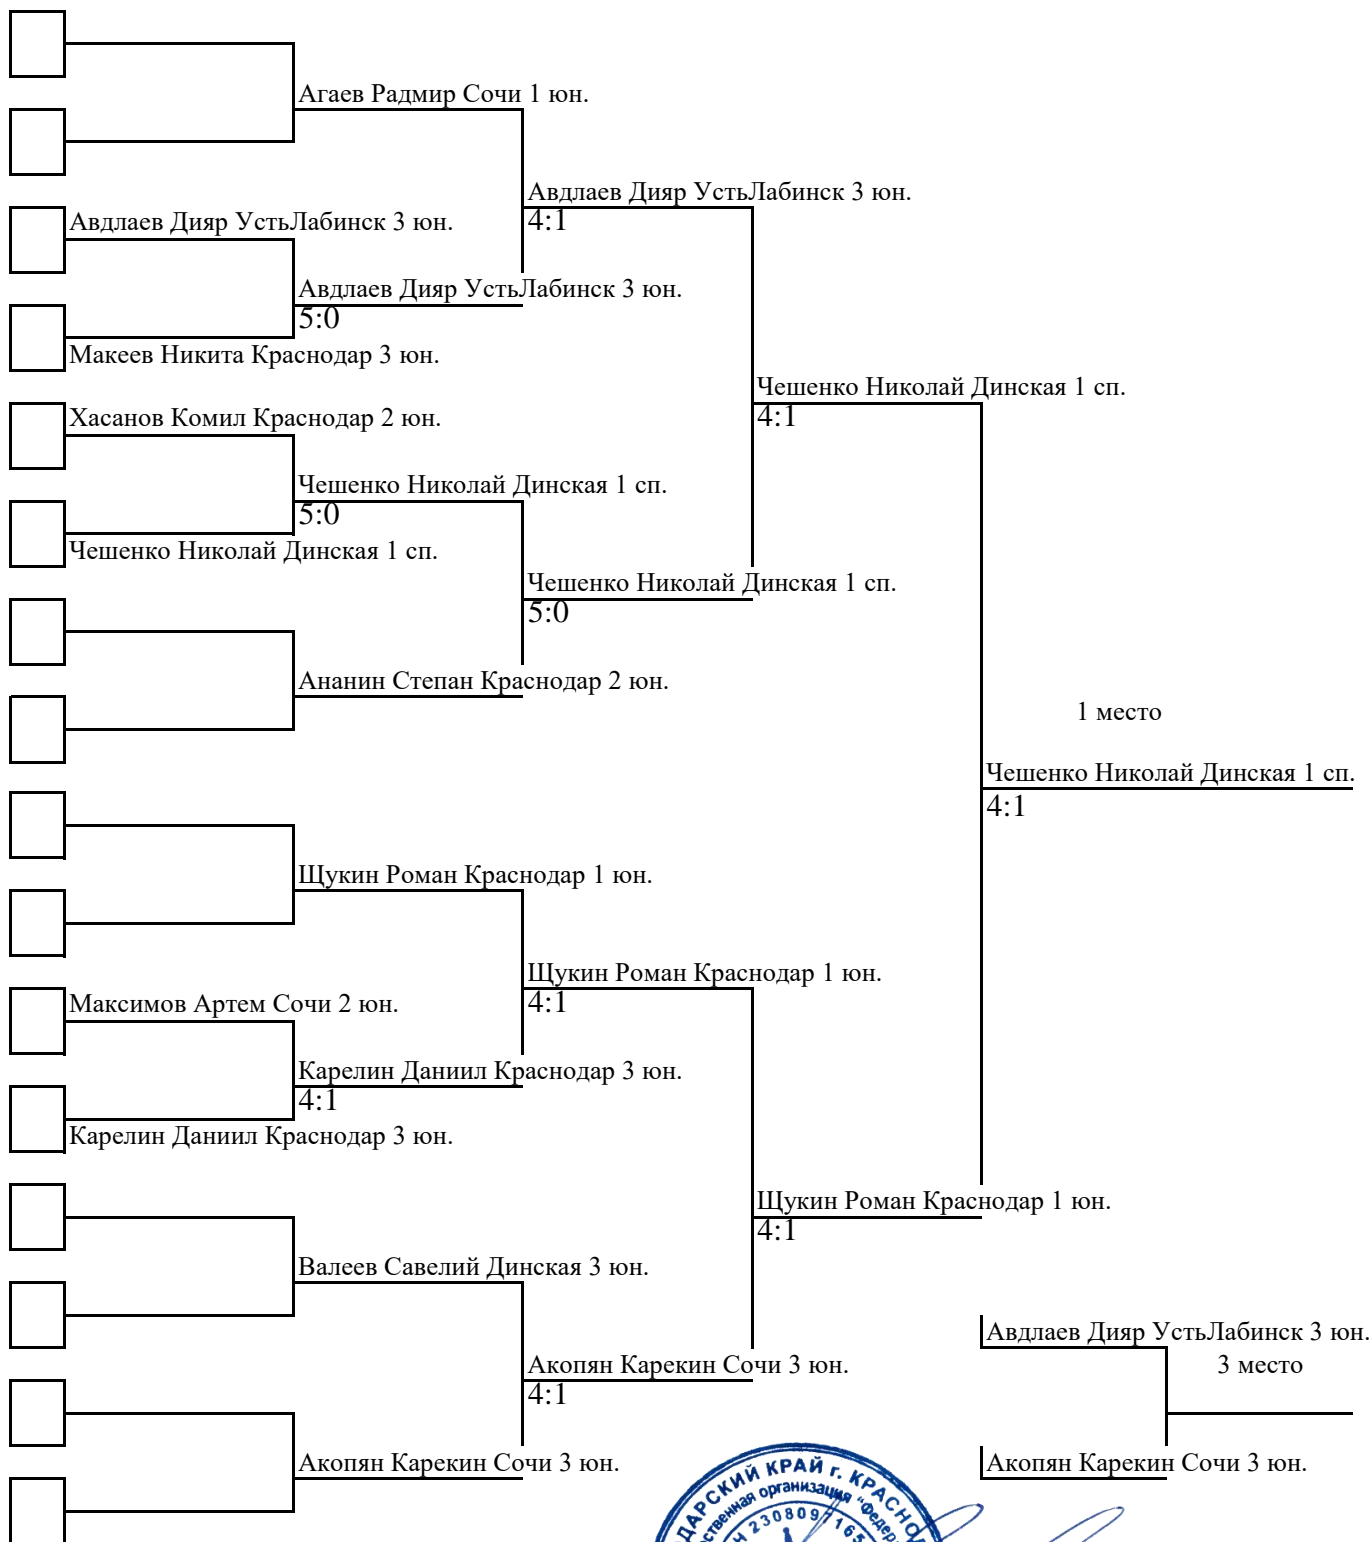 Агаев Радмир Сочи 1 юн.
Авдлаев Дияр УстьЛабинск 3 юн.
4:1
Авдлаев Дияр УстьЛабинск 3 юн.
Авдлаев Дияр УстьЛабинск 3 юн.
5:0
Макеев Никита Краснодар 3 юн.
Чешенко Николай Динская 1 сп.
4:1
Хасанов Комил Краснодар 2 юн.
Чешенко Николай Динская 1 сп.
5:0
Чешенко Николай Динская 1 сп.
Чешенко Николай Динская 1 сп.
5:0
Ананин Степан Краснодар 2 юн.
1 место
Чешенко Николай Динская 1 сп.
4:1
Щукин Роман Краснодар 1 юн.
Щукин Роман Краснодар 1 юн.
4:1
Максимов Артем Сочи 2 юн.
Карелин Даниил Краснодар 3 юн.
4:1
Карелин Даниил Краснодар 3 юн.
Щукин Роман Краснодар 1 юн.
4:1
Валеев Савелий Динская 3 юн.
Авдлаев Дияр УстьЛабинск 3 юн.
3 место
Акопян Карекин Сочи 3 юн.
4:1
Акопян Карекин Сочи 3 юн.
Акопян Карекин Сочи 3 юн.
КРАЙ г.
организация